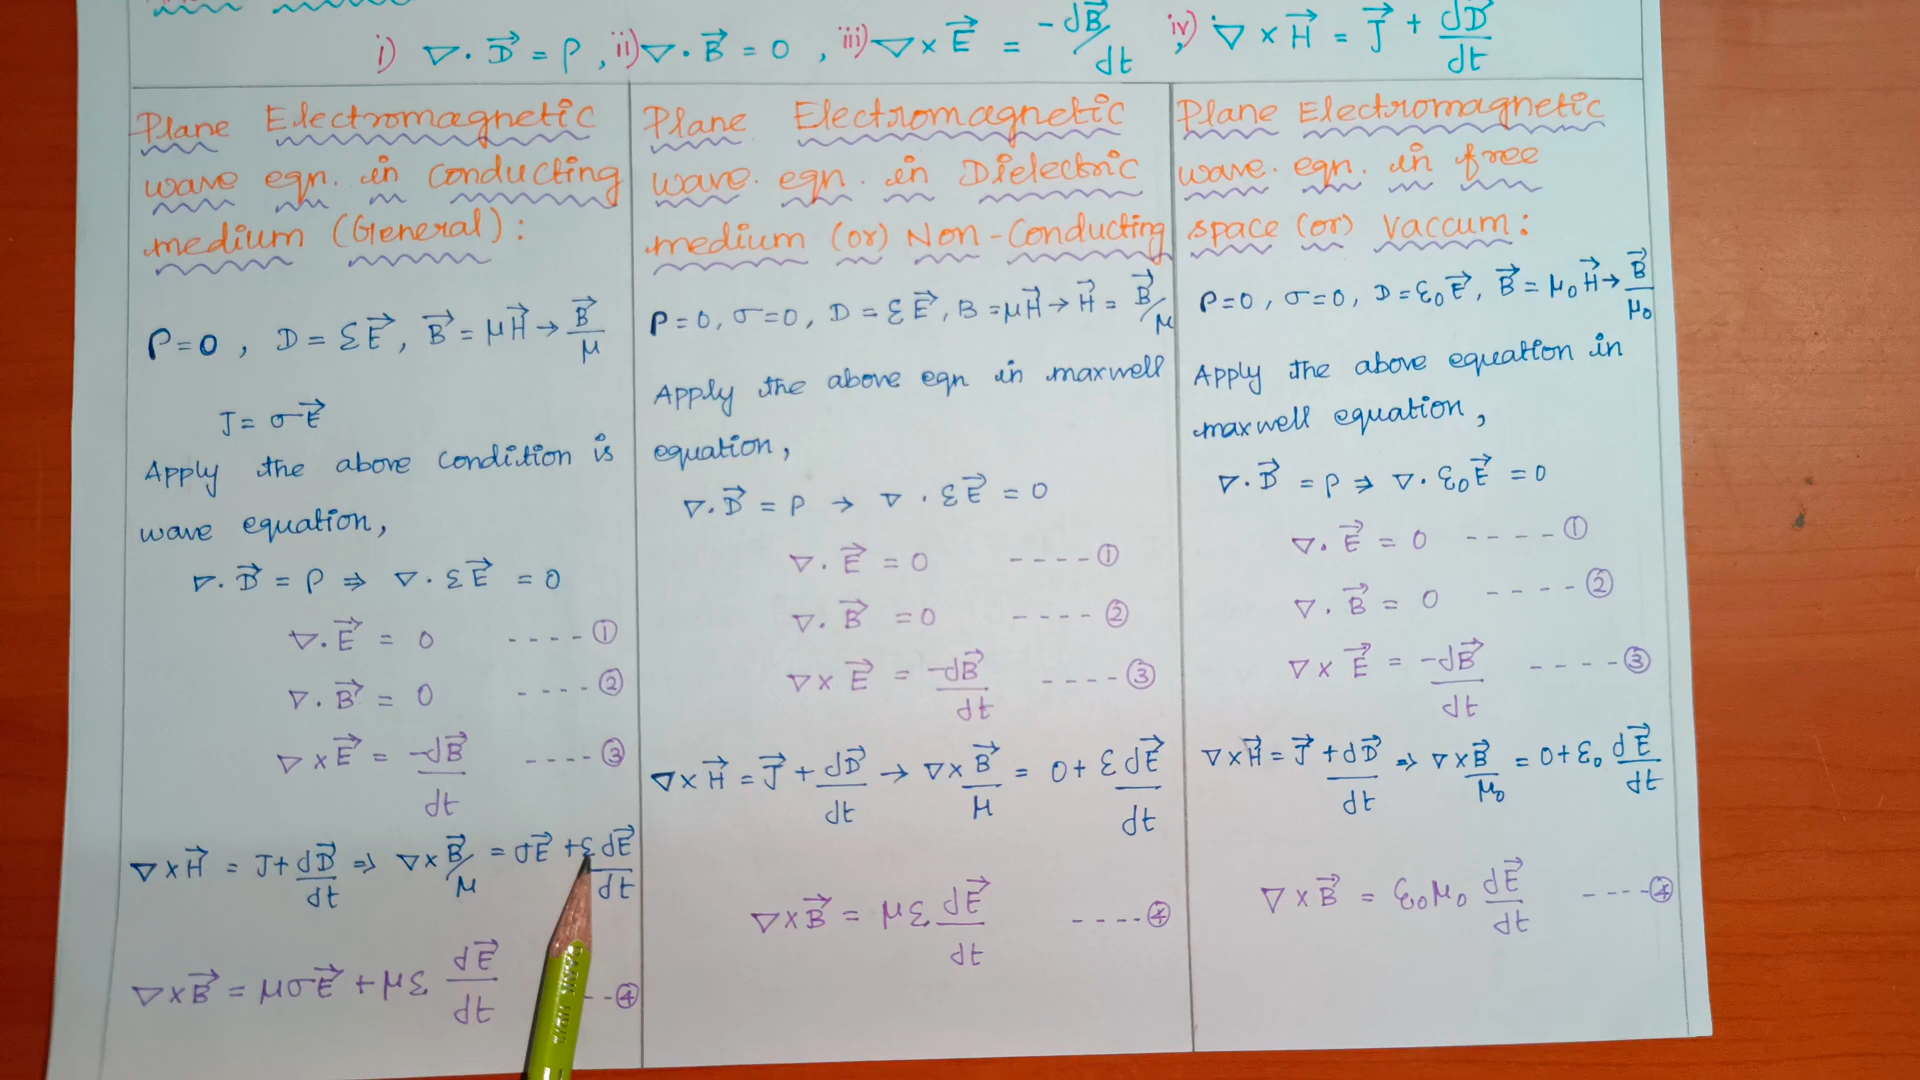 i) ∇·D⃗ = ρ, ii) ∇·B⃗ = 0, iii) ∇×E⃗ = -dB⃗/dt iv) ∇×H⃗ = J⃗ + dD⃗/dt
Plane Electromagnetic
wave eqn. in Conducting
medium (General):
ρ=0, D = εE⃗, B⃗ = μH⃗ → B⃗/μ
J = σE⃗
Apply the above condition is
wave equation,
∇·D⃗ = ρ ⇒ ∇·εE⃗ = 0
∇·E⃗ = 0 ----①
∇·B⃗ = 0 ----②
∇×E⃗ = -dB⃗/dt ----③
∇×H⃗ = J+dD⃗/dt ⇒ ∇×B⃗/μ = σE⃗ + ε dE⃗/dt
∇×B⃗ = μσE⃗ + με dE⃗/dt --④
Plane Electromagnetic
wave. eqn. in Dielectric
medium (or) Non-Conducting
ρ=0, σ=0, D = εE⃗, B = μH⃗ → H⃗ = B⃗/μ
Apply the above eqn in maxwell
equation,
∇·D⃗ = ρ → ∇·εE⃗ = 0
∇·E⃗ = 0 ----①
∇·B⃗ = 0 ----②
∇×E⃗ = -dB⃗/dt ----③
∇×H⃗ = J⃗ + dD⃗/dt → ∇×B⃗/μ = 0 + ε dE⃗/dt
∇×B⃗ = με dE⃗/dt ----④
Plane Electromagnetic
wave. eqn. in free
space (or) Vaccum:
ρ=0, σ=0, D=ε₀E⃗, B⃗ = μ₀H⃗ → B⃗/μ₀
Apply the above equation in
maxwell equation,
∇·D⃗ = ρ ⇒ ∇·ε₀E⃗ = 0
∇·E⃗ = 0 ----①
∇·B⃗ = 0 ----②
∇×E⃗ = -dB⃗/dt ----③
∇×H⃗ = J⃗ + dD⃗/dt ⇒ ∇×B⃗/μ₀ = 0+ε₀ dE⃗/dt
∇×B⃗ = ε₀μ₀ dE⃗/dt ----④